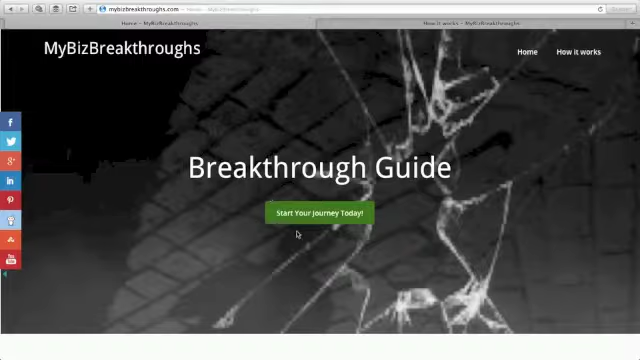 mybizbreakthroughs.com
Home – MyBizBreakthroughs
How it works – MyBizBreakthroughs
MyBizBreakthroughs
Home
How it works
Breakthrough Guide
Start Your Journey Today!
You